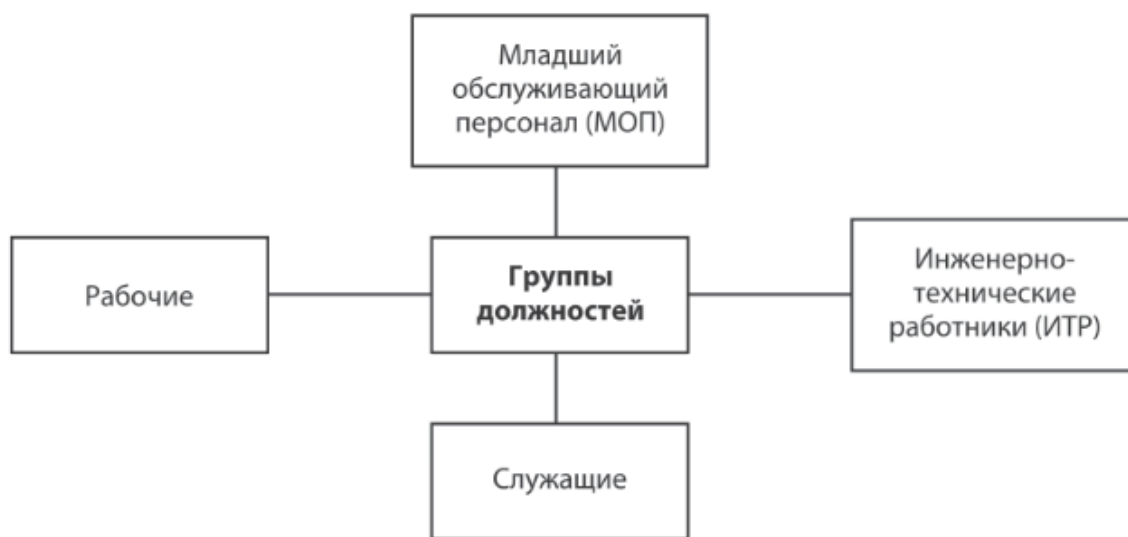 Младший
обслуживающий
персонал (МОП)
Рабочие
Группы
должностей
Инженерно-
технические
работники (ИТР)
Служащие